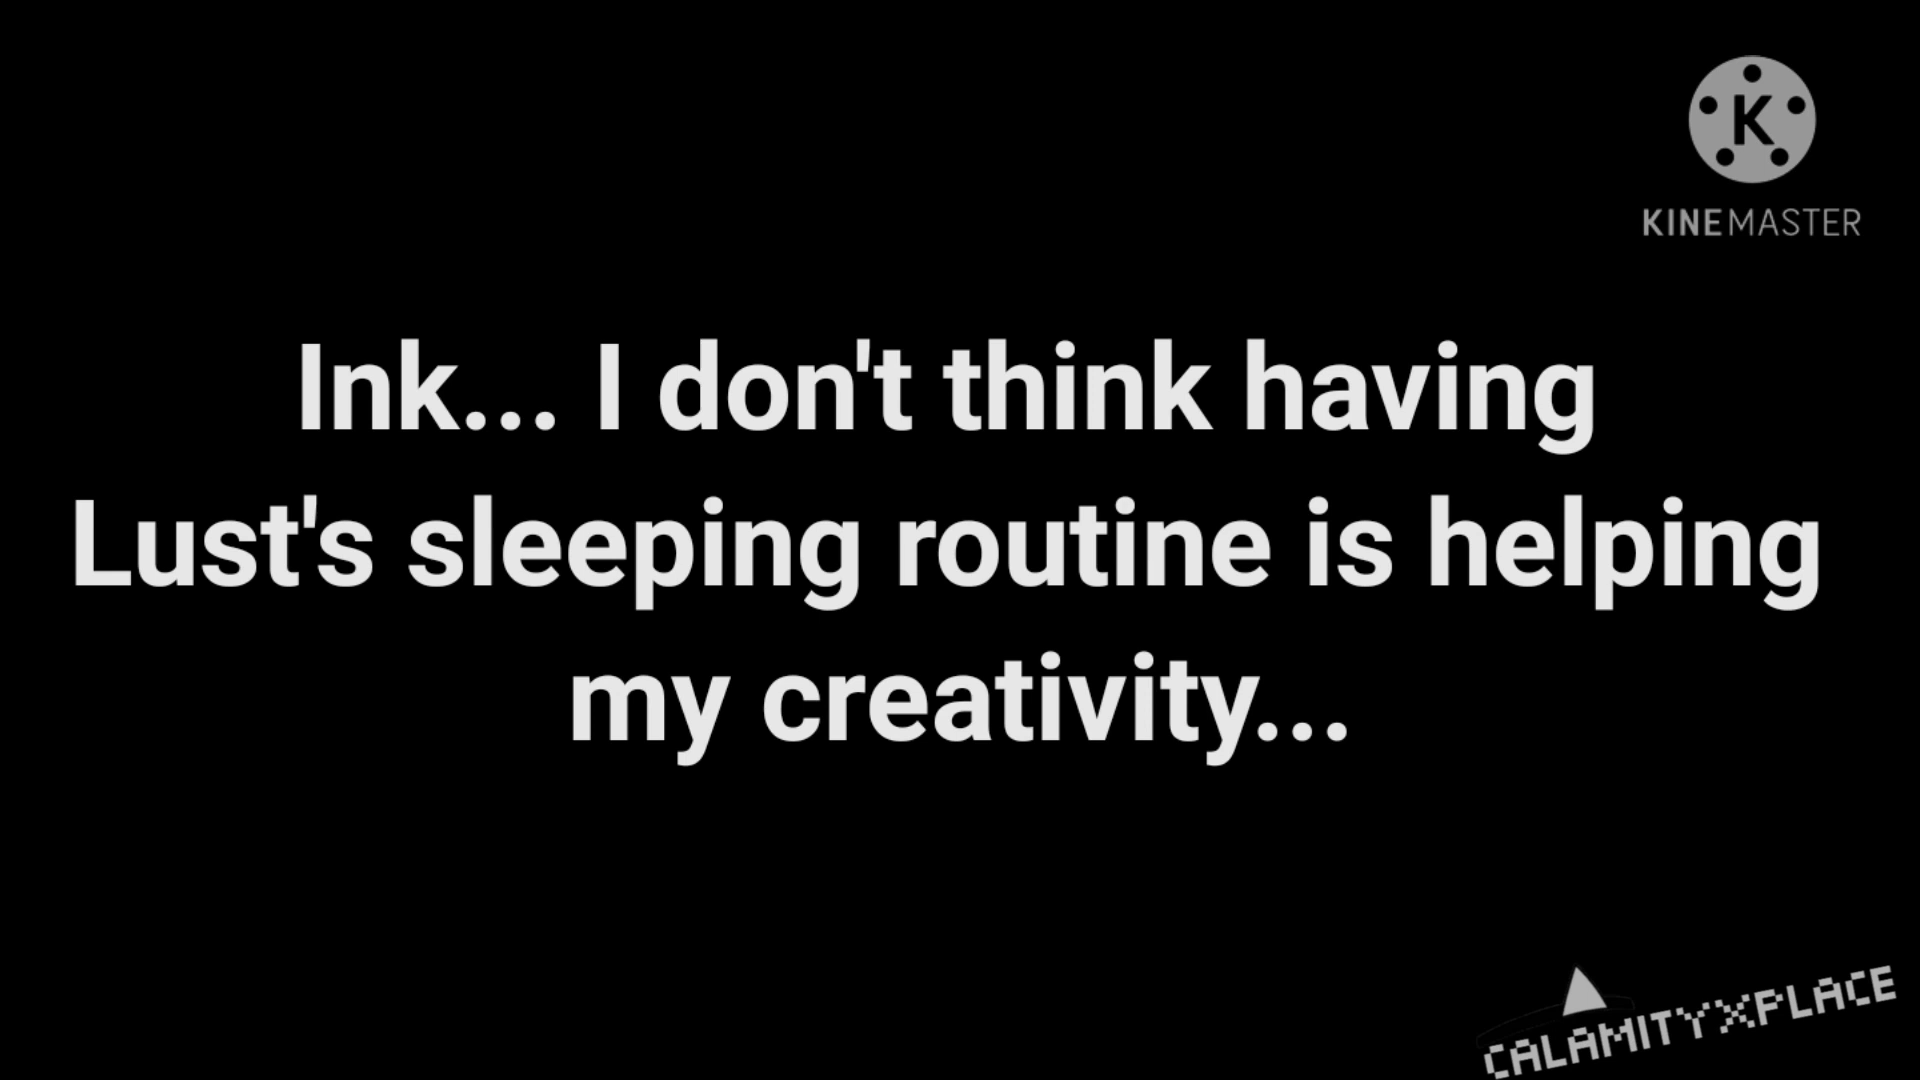 KINEMASTER
Ink... I don't think having
Lust's sleeping routine is helping
my creativity...
CALAMITYXPLACE